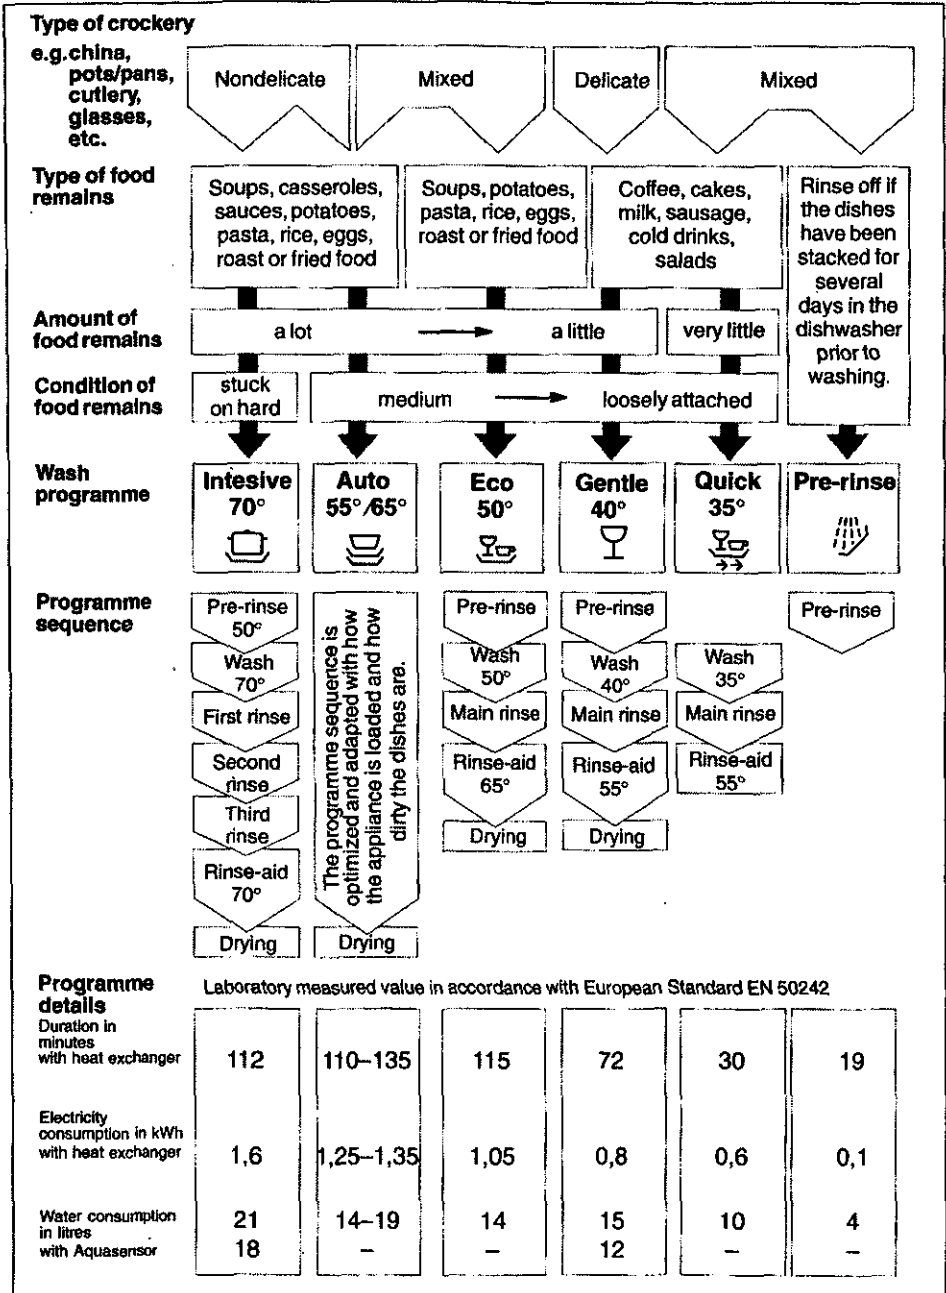 Type of crockery
e.g. china,
pots/pans,
cutlery,
glasses,
etc.
Nondelicate
Mixed
Delicate
Mixed
Type of food
remains
Soups, casseroles,
sauces, potatoes,
pasta, rice, eggs,
roast or fried food
Soups, potatoes,
pasta, rice, eggs,
roast or fried food
Coffee, cakes,
milk, sausage,
cold drinks,
salads
Rinse off if
the dishes
have been
stacked for
several
days in the
dishwasher
prior to
washing.
Amount of
food remains
a lot
a little
very little
Condition of
food remains
stuck
on hard
medium
loosely attached
Wash
programme
Intesive
70°
Auto
55°/65°
Eco
50°
Gentle
40°
Quick
35°
Pre-rinse
Programme
sequence
Pre-rinse
50°
Wash
70°
First rinse
Second
rinse
Third
rinse
Rinse-aid
70°
Drying
The programme sequence is
optimized and adapted with how
the appliance is loaded and how
dirty the dishes are.
Drying
Pre-rinse
Wash
50°
Main rinse
Rinse-aid
65°
Drying
Pre-rinse
Wash
40°
Main rinse
Rinse-aid
55°
Drying
Wash
35°
Main rinse
Rinse-aid
55°
Pre-rinse
Programme
details
Laboratory measured value in accordance with European Standard EN 50242
Duration in
minutes
with heat exchanger
112 110–135 115 72 30 19
Electricity
consumption in kWh
with heat exchanger
1,6 1,25–1,35 1,05 0,8 0,6 0,1
Water consumption
in litres
21 14–19 14 15 10 4
with Aquasensor
18 – – 12 – –